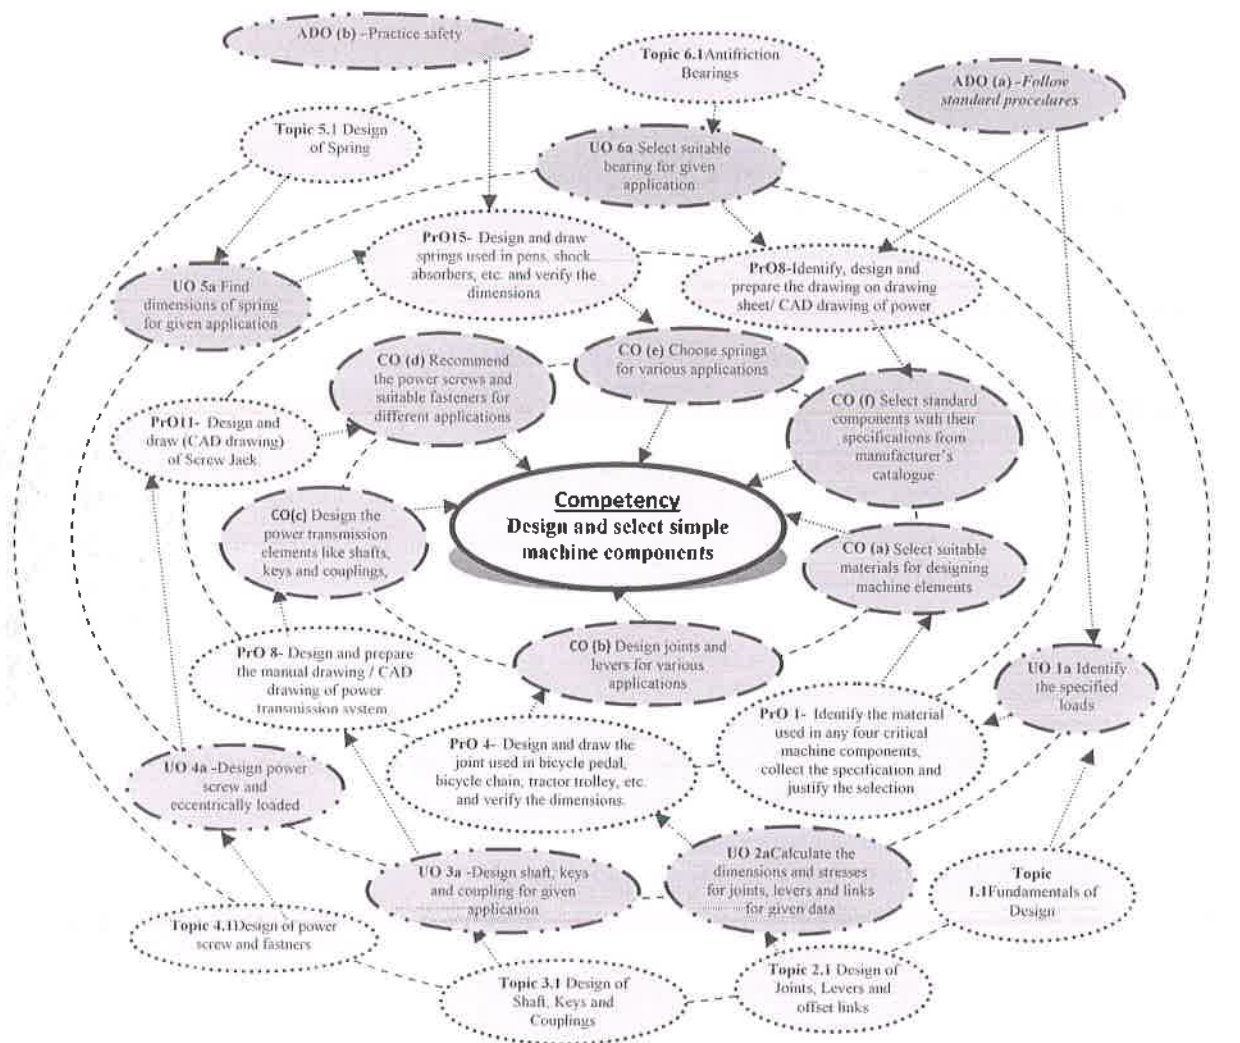 ADO (b) –Practice safety
Topic 6.1Antifriction
Bearings
ADO (a) -Follow
standard procedures
Topic 5.1 Design
of Spring
UO 6a Select suitable
bearing for given
application
PrO15- Design and draw
springs used in pens, shock
absorbers, etc. and verify the
dimensions
PrO8-Identify, design and
prepare the drawing on drawing
sheet/ CAD drawing of power
UO 5a Find
dimensions of spring
for given application
CO (d) Recommend
the power screws and
suitable fasteners for
different applications
CO (e) Choose springs
for various applications
CO (f) Select standard
components with their
specifications from
manufacturer's
catalogue
PrO11- Design and
draw (CAD drawing)
of Screw Jack.
Competency
Design and select simple
machine components
CO(c) Design the
power transmission
elements like shafts,
keys and couplings,
CO (a) Select suitable
materials for designing
machine elements
CO (b) Design joints and
levers for various
applications
UO 1a Identify
the specified
loads
PrO 8- Design and prepare
the manual drawing / CAD
drawing of power
transmission system
PrO 1- Identify the material
used in any four critical
machine components,
collect the specification and
justify the selection
PrO 4- Design and draw the
joint used in bicycle pedal,
bicycle chain, tractor trolley, etc.
and verify the dimensions.
UO 4a -Design power
screw and
eccentrically loaded
UO 3a -Design shaft, keys
and coupling for given
application
UO 2aCalculate the
dimensions and stresses
for joints, levers and links
for given data
Topic
1.1Fundamentals of
Design
Topic 4.1Design of power
screw and fastners
Topic 3.1 Design of
Shaft, Keys and
Couplings
Topic 2.1 Design of
Joints, Levers and
offset links